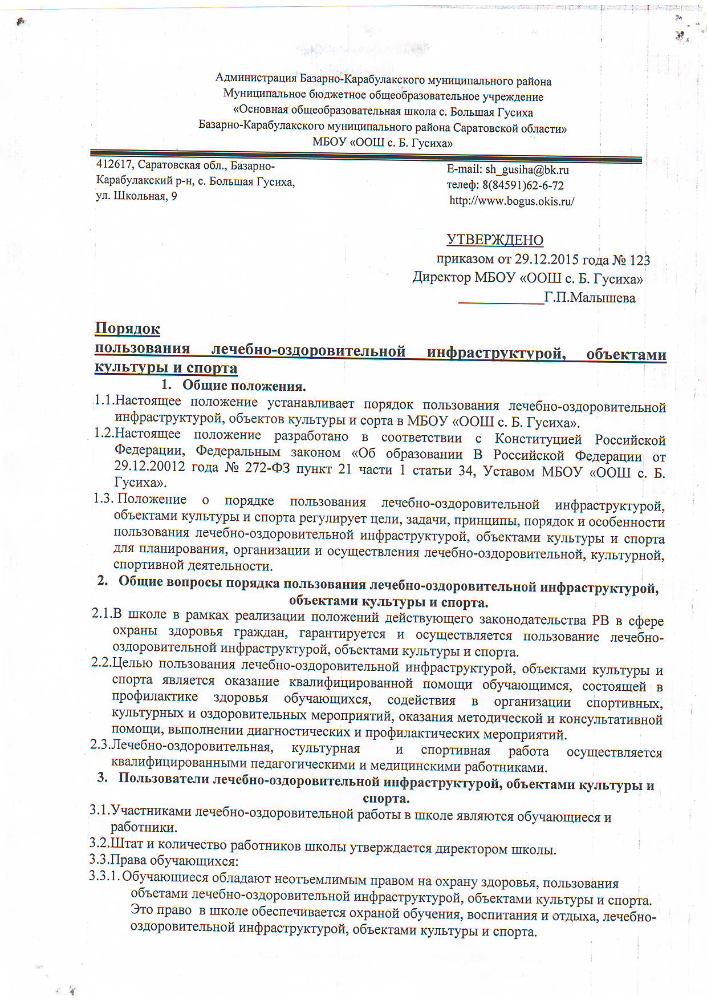 Администрация Базарно-Карабулакского муниципального района
Муниципальное бюджетное общеобразовательное учреждение
«Основная общеобразовательная школа с. Большая Гусиха
Базарно-Карабулакского муниципального района Саратовской области»
МБОУ «ООШ с. Б. Гусиха»
412617, Саратовская обл., Базарно-
Карабулакский р-н, с. Большая Гусиха,
ул. Школьная, 9
E-mail: sh_gusiha@bk.ru
телеф: 8(84591)62-6-72
http://www.bogus.okis.ru/
УТВЕРЖДЕНО
приказом от 29.12.2015 года № 123
Директор МБОУ «ООШ с. Б. Гусиха»
____________Г.П.Малышева
Порядок
пользования лечебно-оздоровительной инфраструктурой, объектами
культуры и спорта
1. Общие положения.
1.1.Настоящее положение устанавливает порядок пользования лечебно-оздоровительной
инфраструктурой, объектов культуры и сорта в МБОУ «ООШ с. Б. Гусиха».
1.2.Настоящее положение разработано в соответствии с Конституцией Российской
Федерации, Федеральным законом «Об образовании В Российской Федерации от
29.12.20012 года № 272-ФЗ пункт 21 части 1 статьи 34, Уставом МБОУ «ООШ с. Б.
Гусиха».
1.3. Положение о порядке пользования лечебно-оздоровительной инфраструктурой,
объектами культуры и спорта регулирует цели, задачи, принципы, порядок и особенности
пользования лечебно-оздоровительной инфраструктурой, объектами культуры и спорта
для планирования, организации и осуществления лечебно-оздоровительной, культурной,
спортивной деятельности.
2. Общие вопросы порядка пользования лечебно-оздоровительной инфраструктурой,
объектами культуры и спорта.
2.1.В школе в рамках реализации положений действующего законодательства РВ в сфере
охраны здоровья граждан, гарантируется и осуществляется пользование лечебно-
оздоровительной инфраструктурой, объектами культуры и спорта.
2.2.Целью пользования лечебно-оздоровительной инфраструктурой, объектами культуры и
спорта является оказание квалифицированной помощи обучающимся, состоящей в
профилактике здоровья обучающихся, содействия в организации спортивных,
культурных и оздоровительных мероприятий, оказания методической и консультативной
помощи, выполнении диагностических и профилактических мероприятий.
2.3.Лечебно-оздоровительная, культурная и спортивная работа осуществляется
квалифицированными педагогическими и медицинскими работниками.
3. Пользователи лечебно-оздоровительной инфраструктурой, объектами культуры и
спорта.
3.1.Участниками лечебно-оздоровительной работы в школе являются обучающиеся и
работники.
3.2.Штат и количество работников школы утверждается директором школы.
3.3.Права обучающихся:
3.3.1. Обучающиеся обладают неотъемлимым правом на охрану здоровья, пользования
объетами лечебно-оздоровительной инфраструктурой, объектами культуры и спорта.
Это право в школе обеспечивается охраной обучения, воспитания и отдыха, лечебно-
оздоровительной инфраструктурой, объектами культуры и спорта.